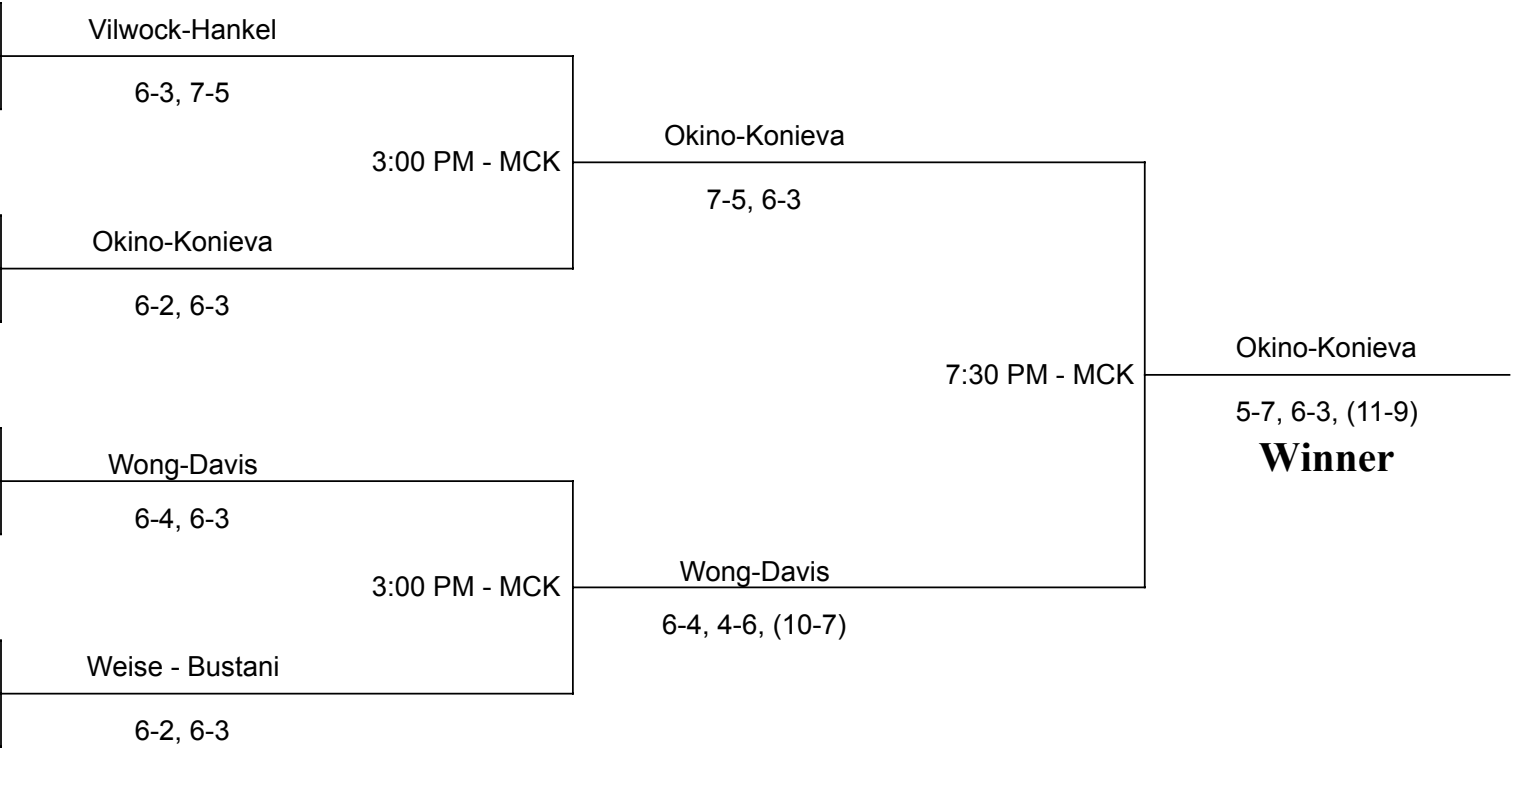 Vilwock-Hankel
6-3, 7-5
3:00 PM - MCK
Okino-Konieva
6-2, 6-3
Okino-Konieva
7-5, 6-3
Wong-Davis
6-4, 6-3
3:00 PM - MCK
Weise - Bustani
6-2, 6-3
Wong-Davis
6-4, 4-6, (10-7)
7:30 PM - MCK
Okino-Konieva
5-7, 6-3, (11-9)
Winner